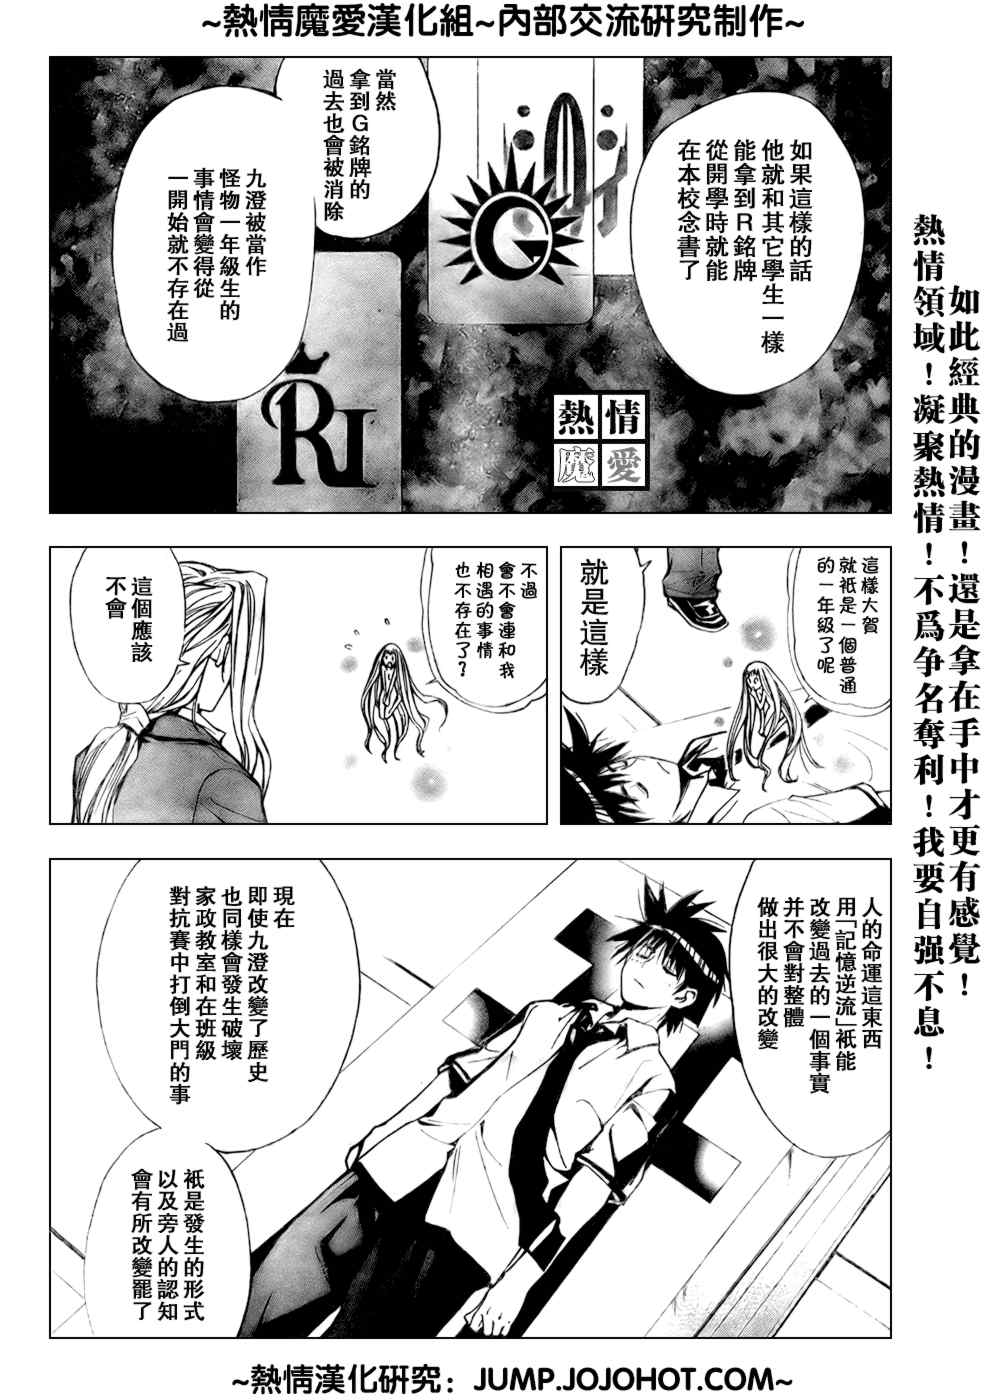 ~熱情魔愛漢化組~內部交流研究制作~
如果這樣的話
他就和其它學生一樣
能拿到R銘牌
從開學時就能
在本校念書了
當然
拿到G銘牌的
過去也會被消除
九澄被當作
怪物一年級生的
事情會變得從
一開始就不存在過
G
RI
熱情
魔愛
如此經典的漫畫！還是拿在手中才更有感覺！
熱情領域！凝聚熱情！不爲争名奪利！我要自强不息！
這樣大賀
就祇是一個普通
的一年級了呢
就是這樣
不過
會不會連和我
相遇的事情
也不存在了?
這個應該
不會
人的命運這東西
用「記憶逆流」祇能
改變過去的一個事實
并不會對整體
做出很大的改變
現在
即使九澄改變了歷史
也同樣會發生破壞
家政教室和在班級
對抗賽中打倒大門的事
祇是發生的形式
以及旁人的認知
會有所改變罷了
~熱情漢化研究：JUMP.JOJOHOT.COM~